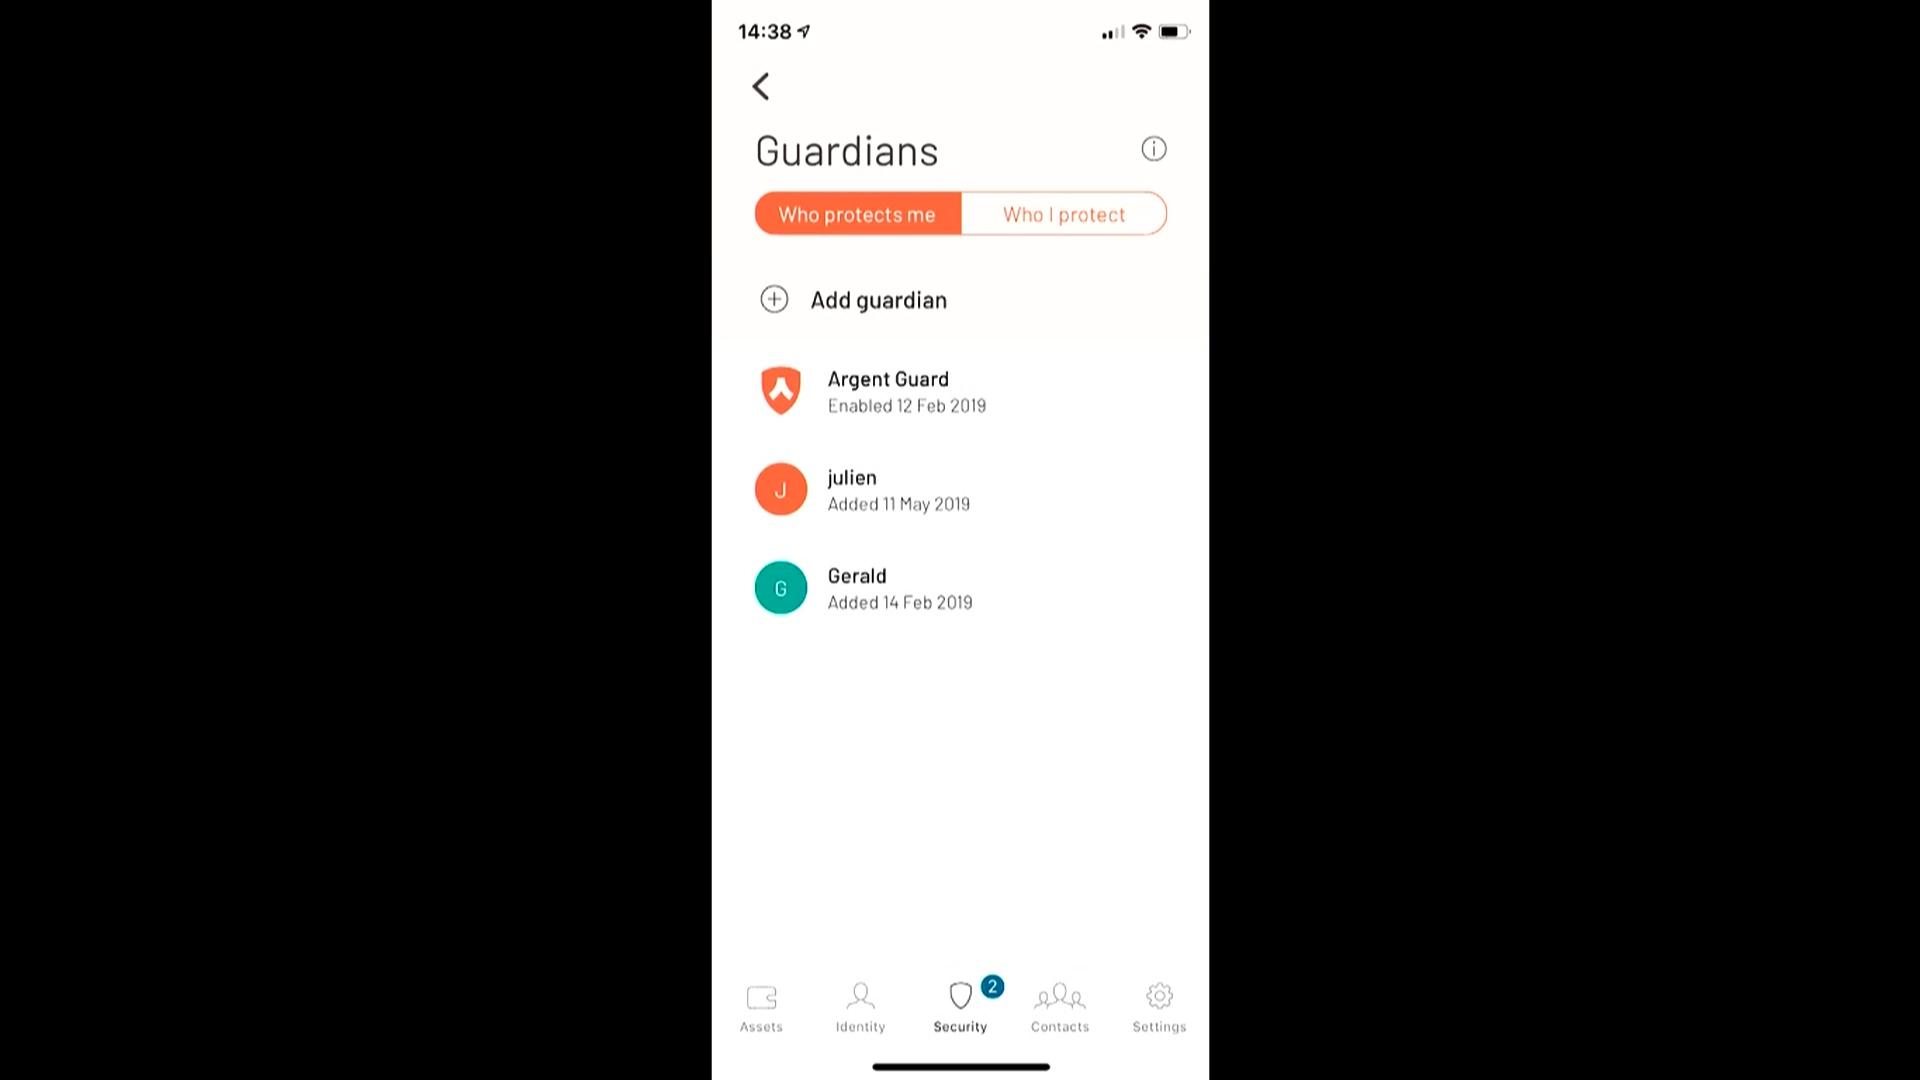 14:38
Guardians
Who protects me
Who I protect
Add guardian
Argent Guard
Enabled 12 Feb 2019
J
julien
Added 11 May 2019
G
Gerald
Added 14 Feb 2019
2
Assets
Identity
Security
Contacts
Settings